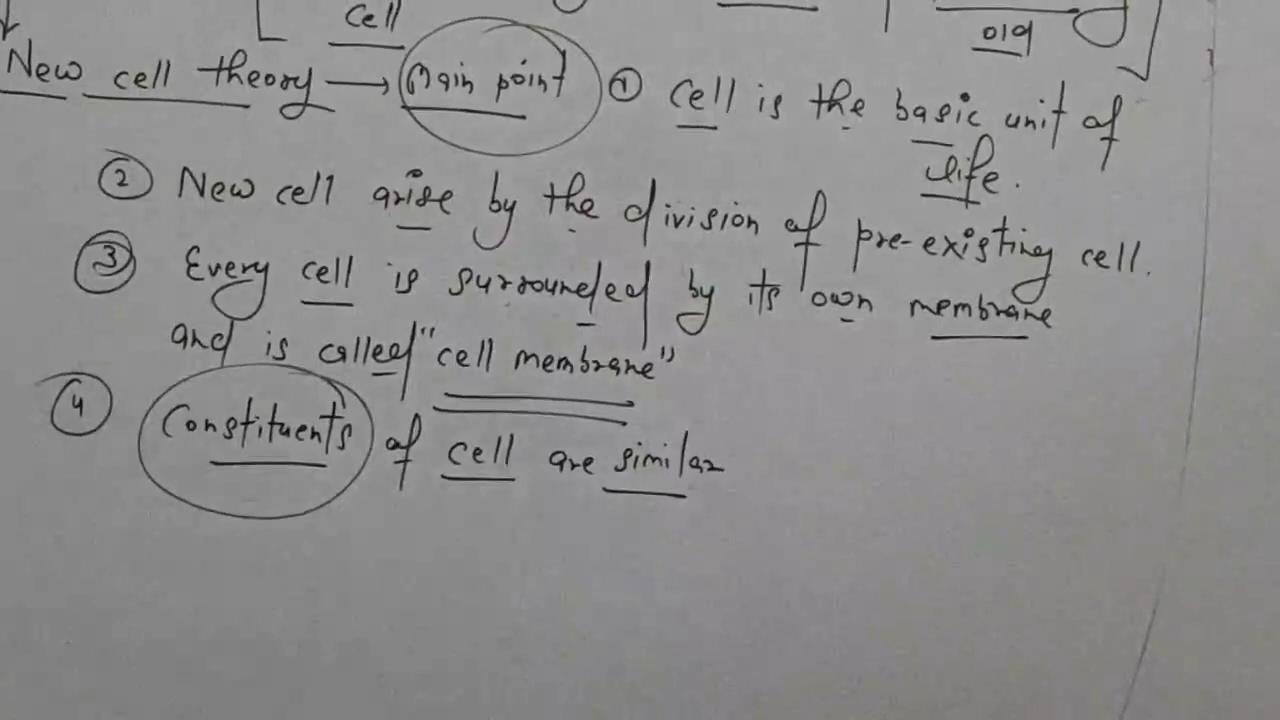 Cell
old
New cell theory → Main point ① Cell is the basic unit of
life.
② New cell arise by the division of pre-existing cell.
③ Every cell is surrounded by its own membrane
and is called "cell membrane"
④ Constituents of cell are similar